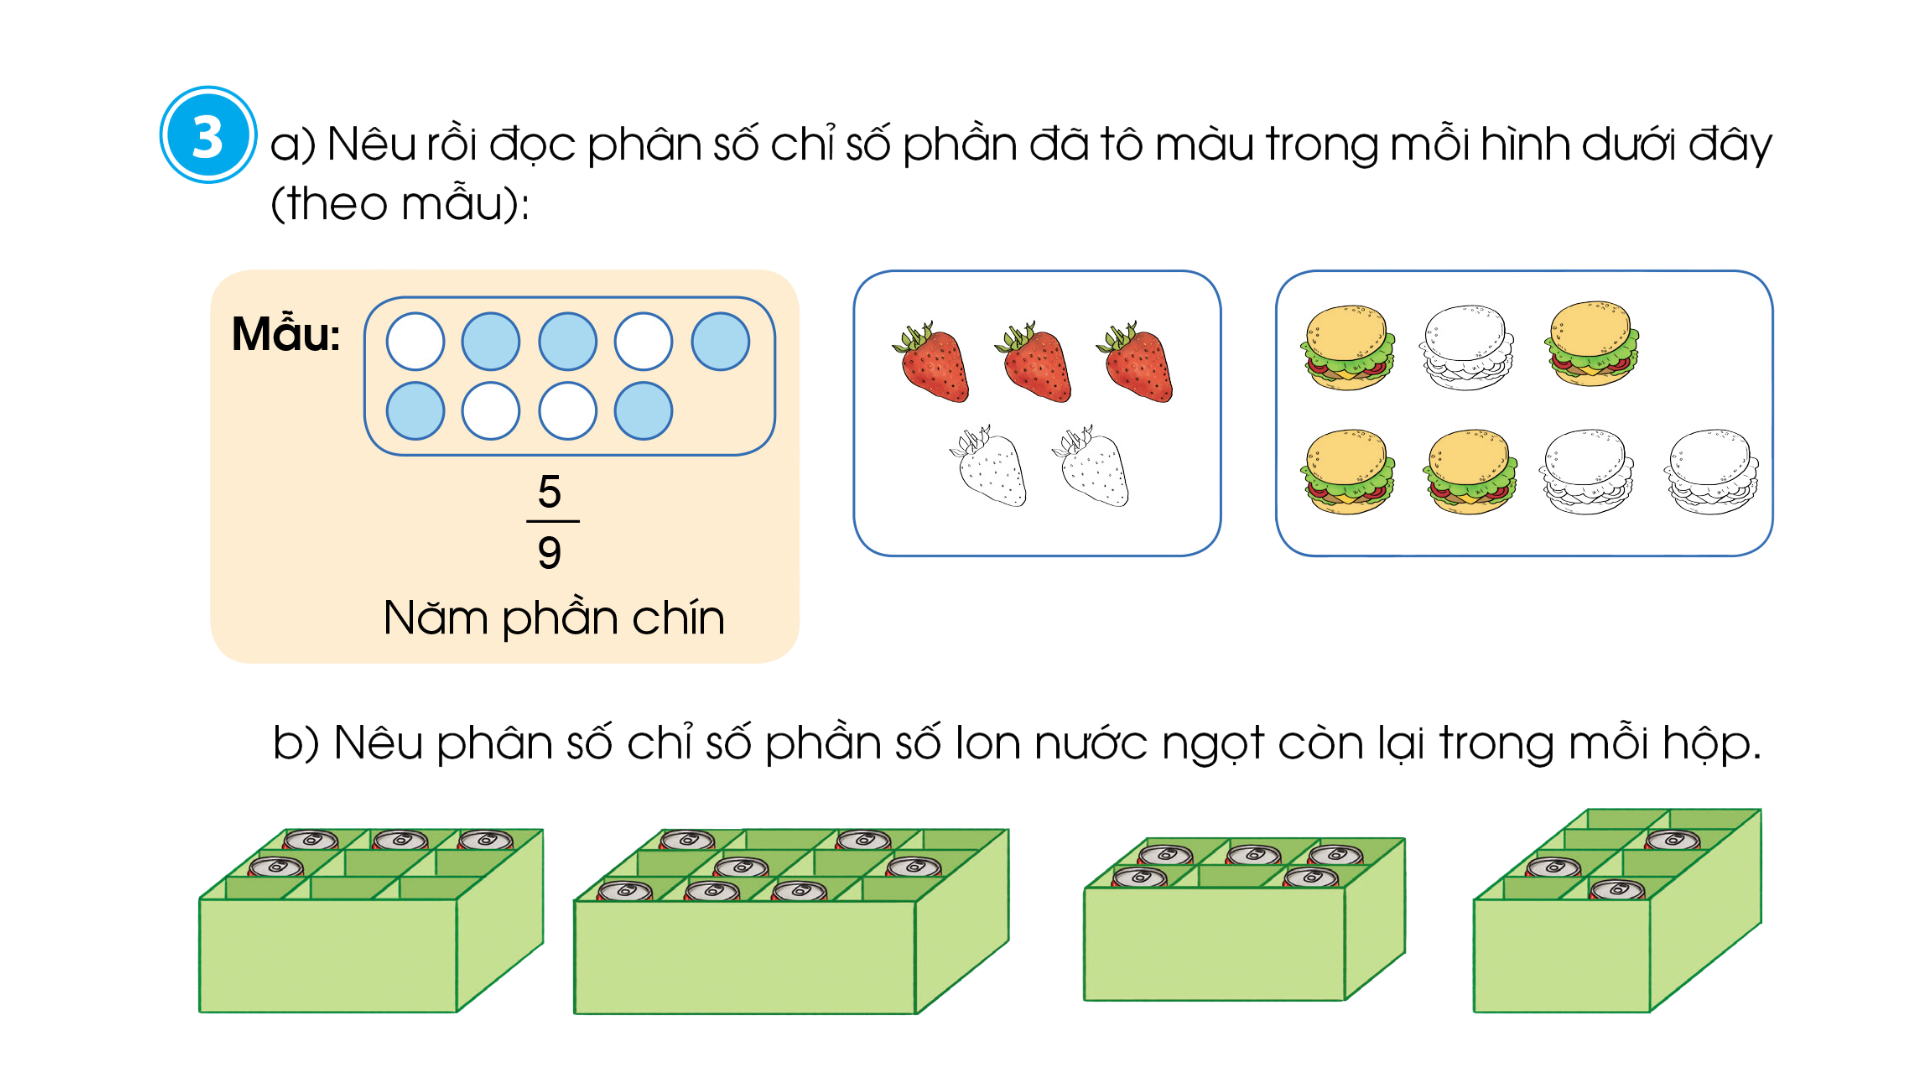 3
a) Nêu rồi đọc phân số chỉ số phần đã tô màu trong mỗi hình dưới đây
(theo mẫu):
Mẫu:
5
9
Năm phần chín
b) Nêu phân số chỉ số phần số lon nước ngọt còn lại trong mỗi hộp.